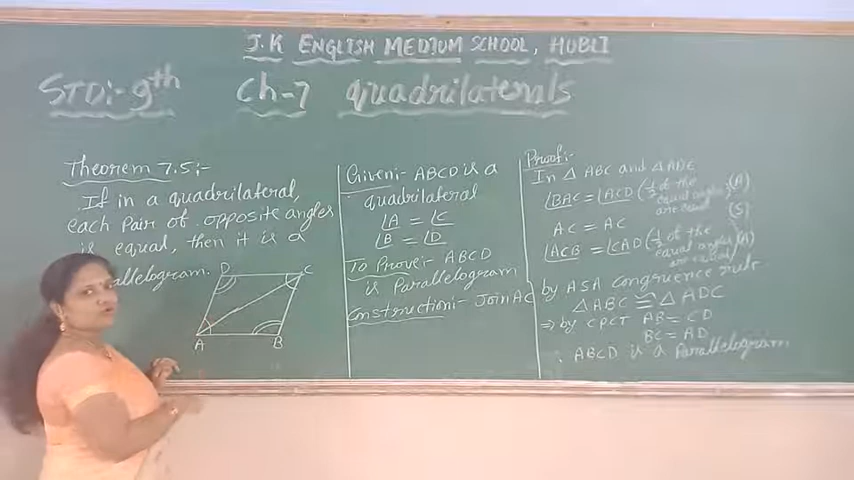 J.K ENGLISH MEDIUM SCHOOL, HUBLI
STD:- 9th Ch-7 quadrilaterals
Theorem 7.5:-
If in a quadrilateral,
each Pair of opposite angles
is equal, then it is a
allelogram.
D C
A B
Given:- ABCD is a
quadrilateral
∠A = ∠C
∠B = ∠D
To Prove:- ABCD
is Parallelogram
Construction:- Join AC
Proof:-
In △ ABC and △ ADC
∠BAC = ∠ACD (½ of the equal angles are equal) (A)
AC = AC (S)
∠ACB = ∠CAD (½ of the equal angles are equal) (A)
by ASA congruence rule
△ ABC ≅ △ ADC
⇒ by CPCT AB = CD
BC = AD
∴ ABCD is a Parallelogram